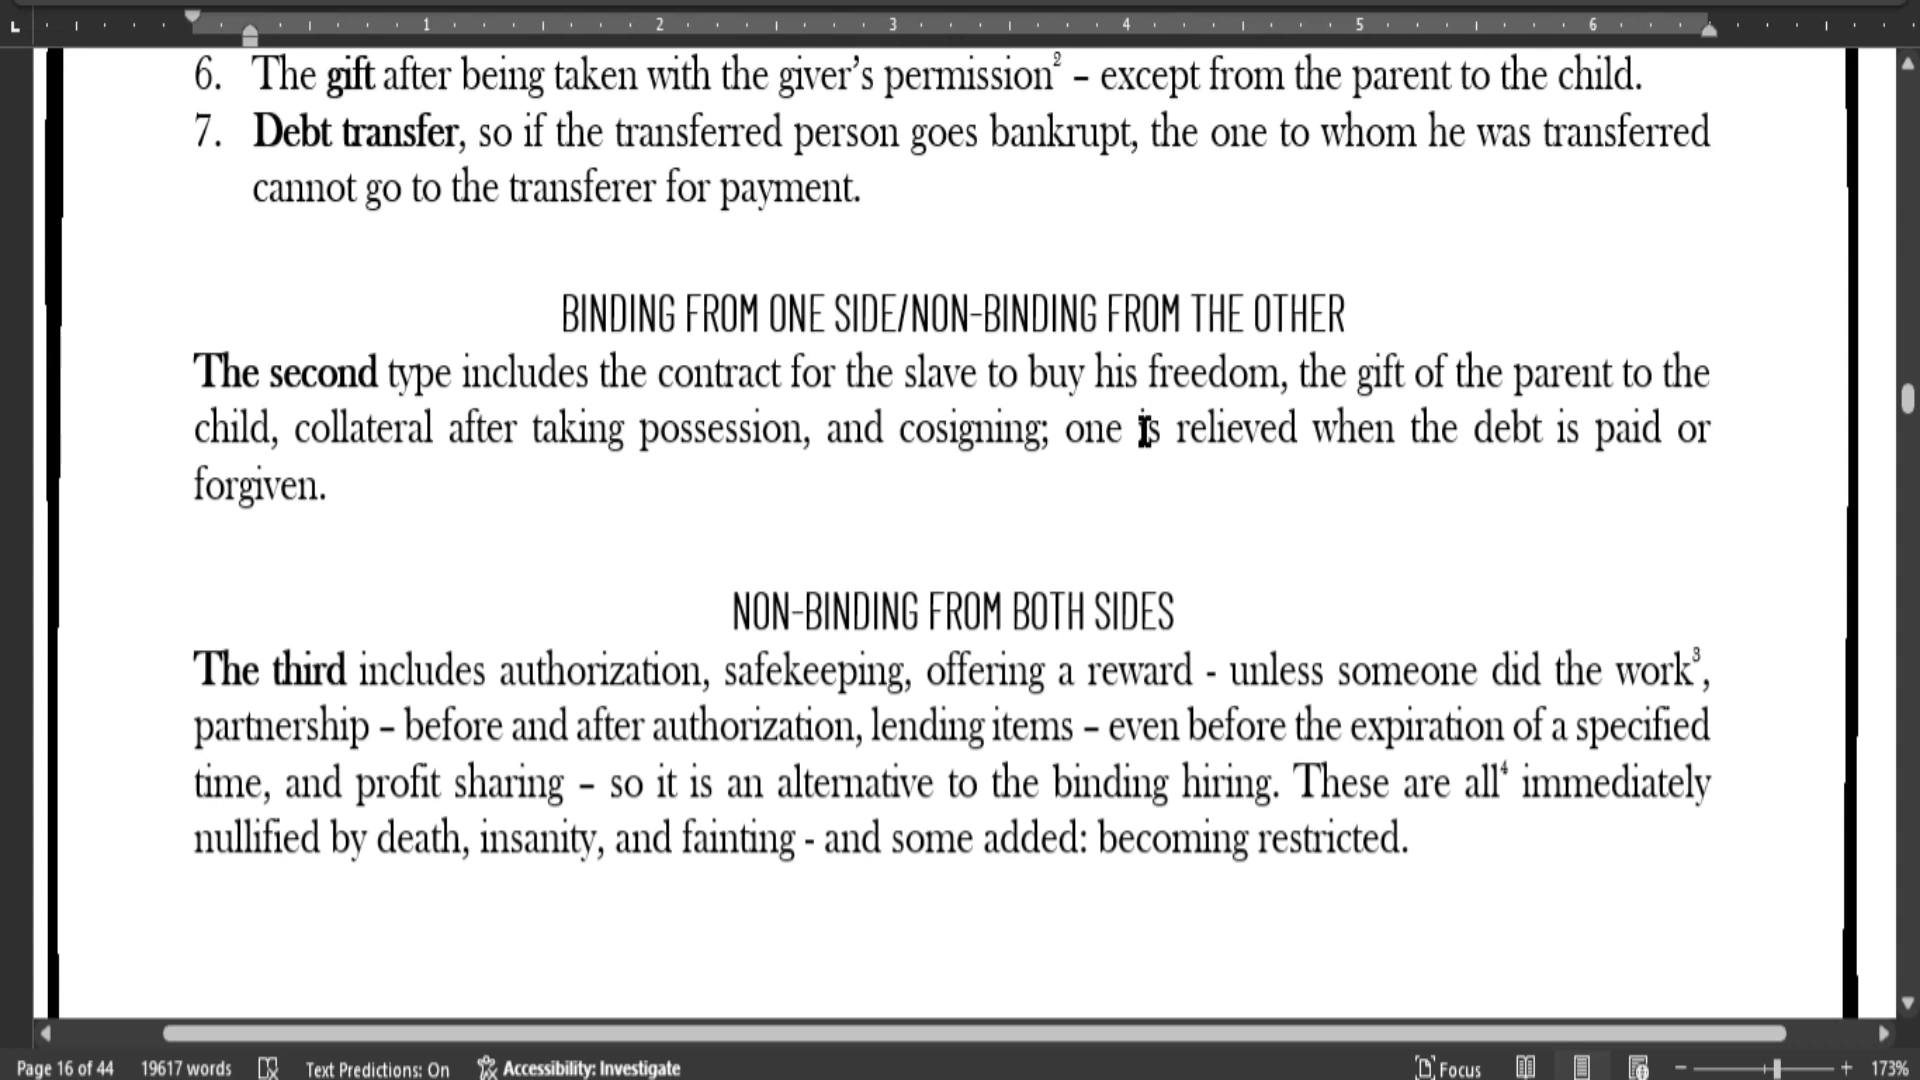 L 1 2 3 4 5 6
6. The gift after being taken with the giver's permission² – except from the parent to the child.
7. Debt transfer, so if the transferred person goes bankrupt, the one to whom he was transferred
cannot go to the transferer for payment.
BINDING FROM ONE SIDE/NON-BINDING FROM THE OTHER
The second type includes the contract for the slave to buy his freedom, the gift of the parent to the
child, collateral after taking possession, and cosigning; one is relieved when the debt is paid or
forgiven.
NON-BINDING FROM BOTH SIDES
The third includes authorization, safekeeping, offering a reward - unless someone did the work³,
partnership – before and after authorization, lending items – even before the expiration of a specified
time, and profit sharing – so it is an alternative to the binding hiring. These are all⁴ immediately
nullified by death, insanity, and fainting - and some added: becoming restricted.
Page 16 of 44 19617 words Text Predictions: On Accessibility: Investigate Focus 173%